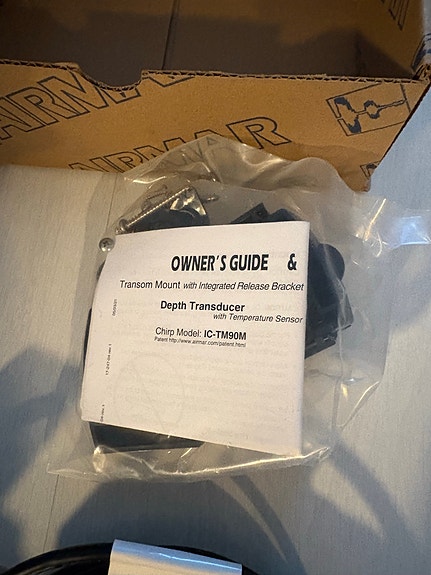 AIRMAR
AIRMAR
OWNER'S GUIDE &
Transom Mount with Integrated Release Bracket
Depth Transducer
with Temperature Sensor
Chirp Model: IC-TM90M
Patent http://www.airmar.com/patent.html